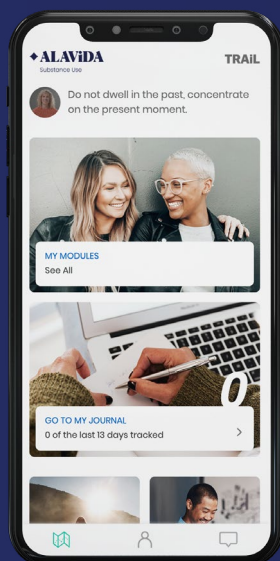 ALAViDA
Substance Use
TRAiL
Do not dwell in the past, concentrate
on the present moment.
MY MODULES
See All
0
GO TO MY JOURNAL
0 of the last 13 days tracked